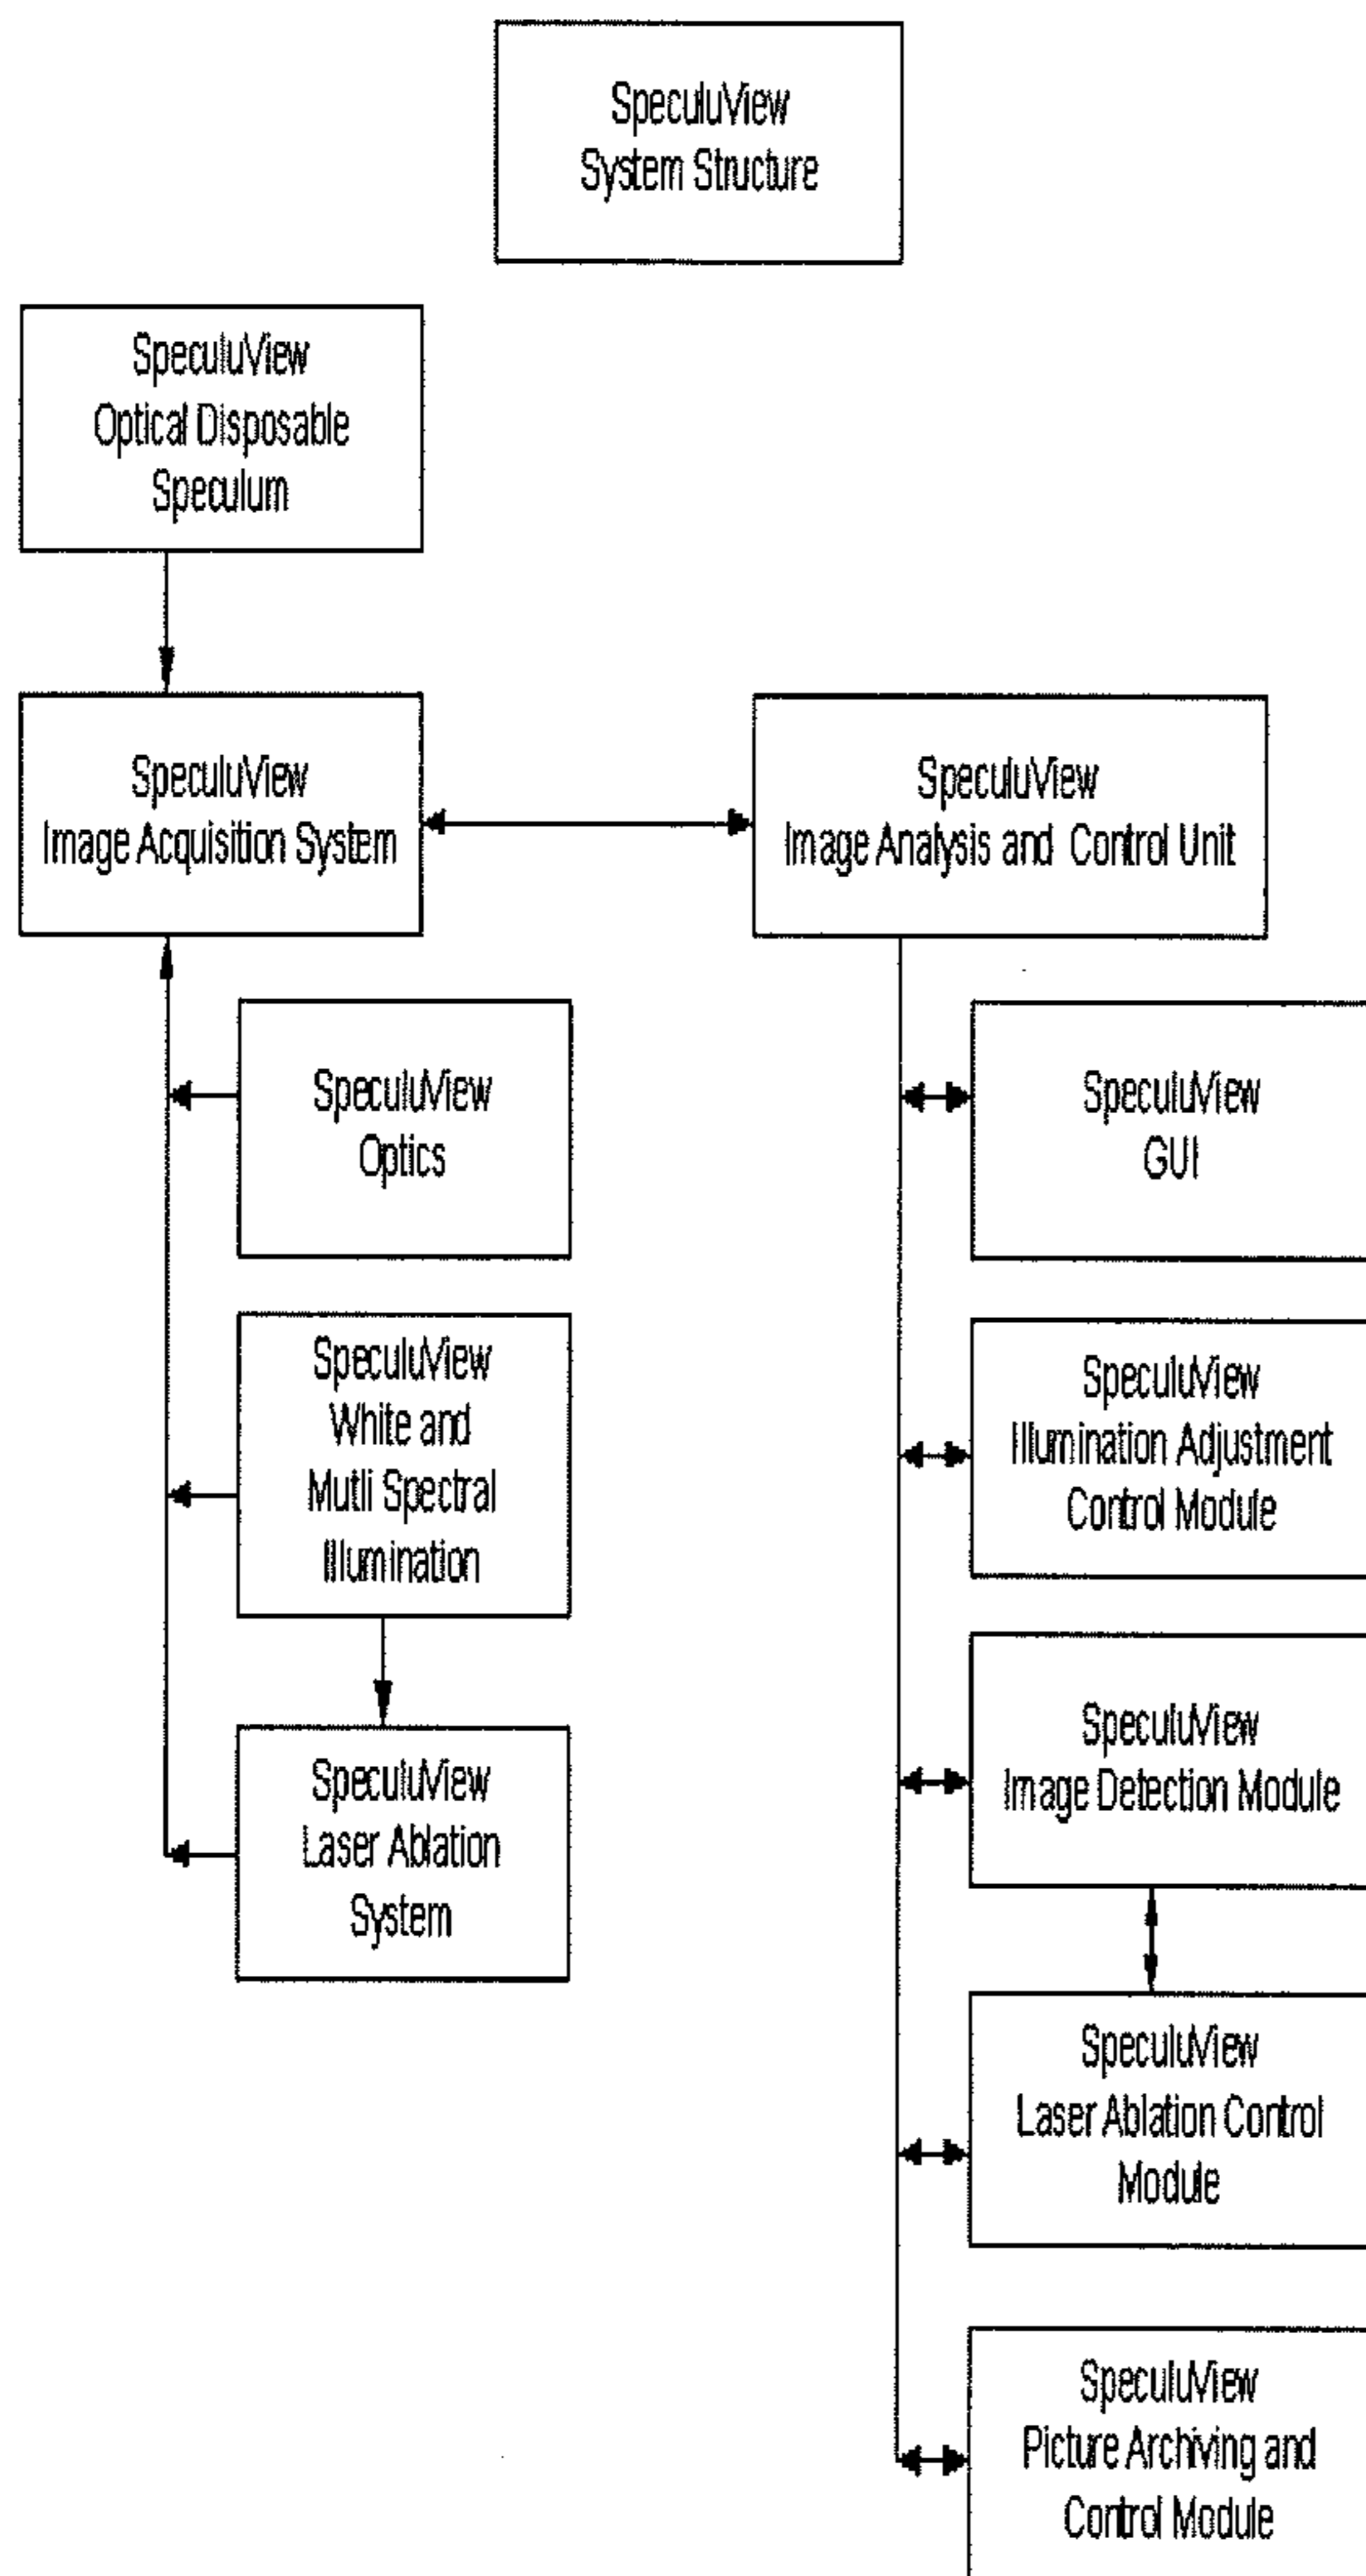 SpeculuView
System Structure
SpeculuView
Optical Disposable
Speculum
SpeculuView
Image Acquisition System
SpeculuView
Image Analysis and Control Unit
SpeculuView
Optics
SpeculuView
White and
Mutli Spectral
Illumination
SpeculuView
Laser Ablation
System
SpeculuView
GUI
SpeculuView
Illumination Adjustment
Control Module
SpeculuView
Image Detection Module
SpeculuView
Laser Ablation Control
Module
SpeculuView
Picture Archiving and
Control Module